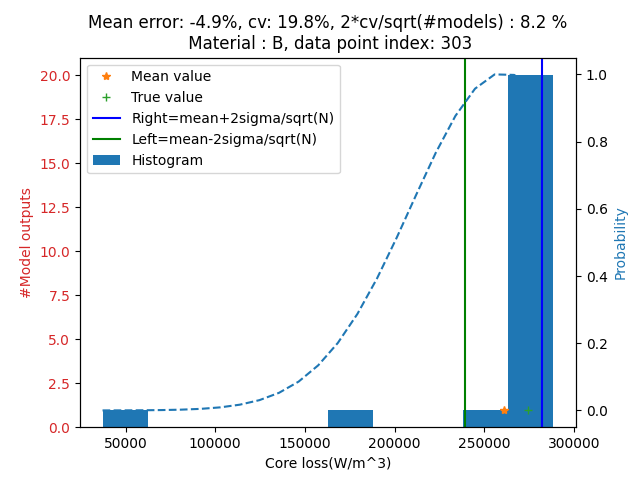 Mean error: -4.9%, cv: 19.8%, 2*cv/sqrt(#models) : 8.2 %
Material : B, data point index: 303
Mean value
True value
Right=mean+2sigma/sqrt(N)
Left=mean-2sigma/sqrt(N)
Histogram
#Model outputs
20.0
17.5
15.0
12.5
10.0
7.5
5.0
2.5
0.0
1.0
0.8
0.6
0.4
0.2
0.0
Probability
50000 100000 150000 200000 250000 300000
Core loss(W/m^3)